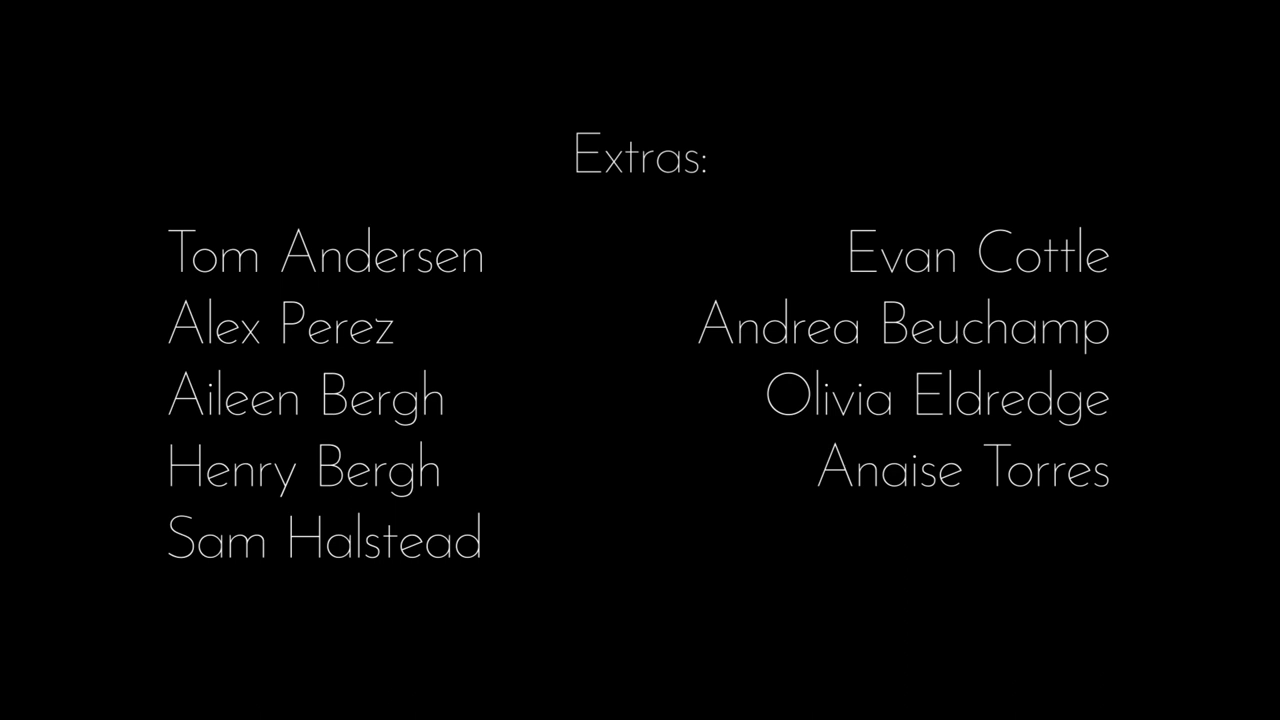 Extras:
Tom Andersen
Alex Perez
Aileen Bergh
Henry Bergh
Sam Halstead
Evan Cottle
Andrea Beuchamp
Olivia Eldredge
Anaise Torres